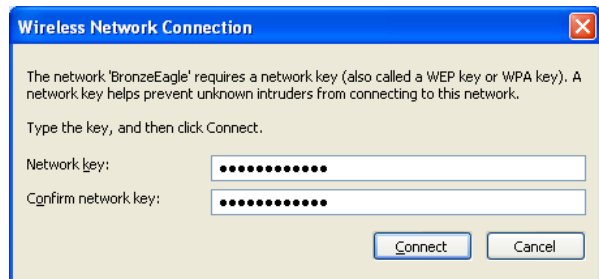 Wireless Network Connection
The network 'BronzeEagle' requires a network key (also called a WEP key or WPA key). A
network key helps prevent unknown intruders from connecting to this network.
Type the key, and then click Connect.
Network key: ●●●●●●●●●●●●
Confirm network key: ●●●●●●●●●●●●
Connect Cancel